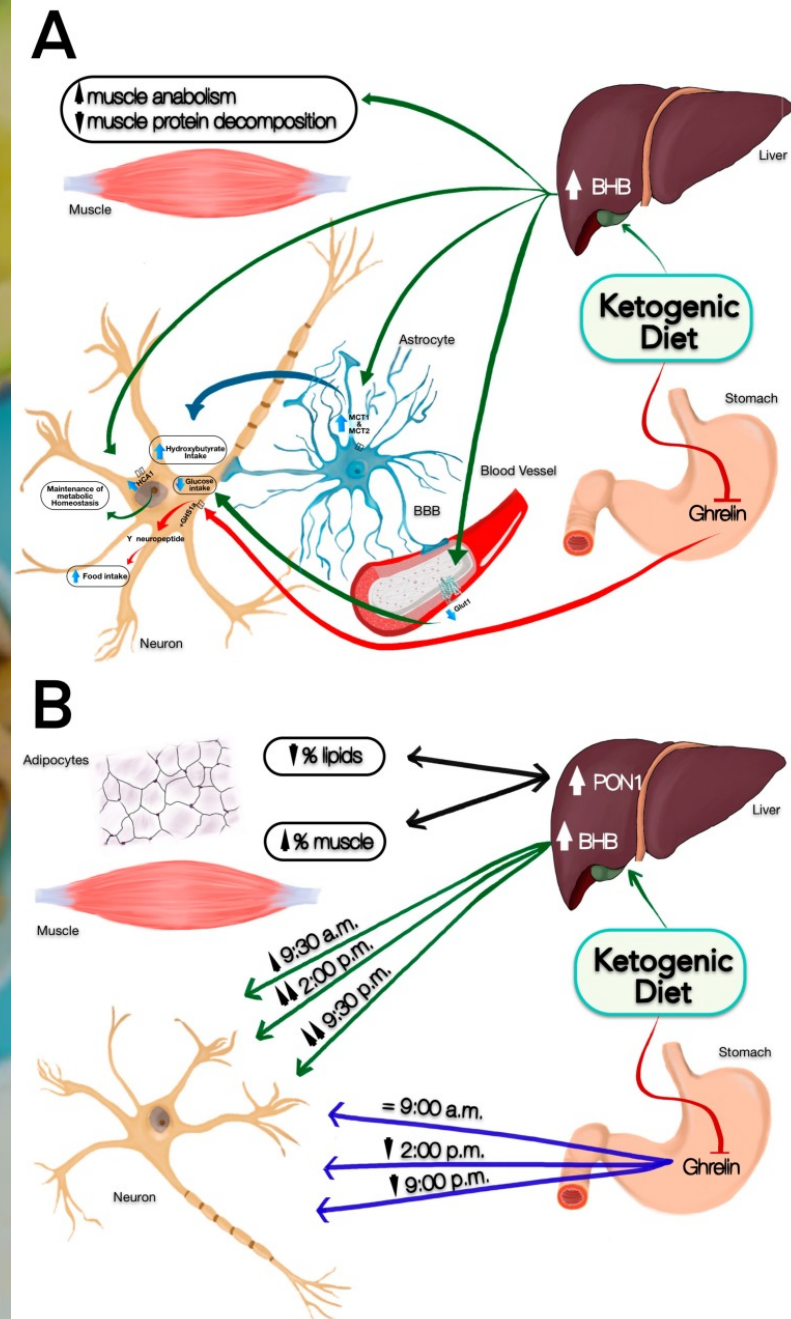 A
muscle anabolism
muscle protein decomposition
Muscle
BHB
Liver
Ketogenic
Diet
Astrocyte
Stomach
MCT1
&
MCT2
Hydroxybutyrate
Intake
HCA1
Glucose
intake
Maintenance of
metabolic
Homeostasis
+GHS1a
Y neuropeptide
Food intake
Neuron
Blood Vessel
BBB
Glut1
Ghrelin
B
Adipocytes
% lipids
% muscle
Muscle
PON1
BHB
Liver
9:30 a.m.
2:00 p.m.
9:30 p.m.
Ketogenic
Diet
Stomach
= 9:00 a.m.
2:00 p.m.
9:00 p.m.
Ghrelin
Neuron